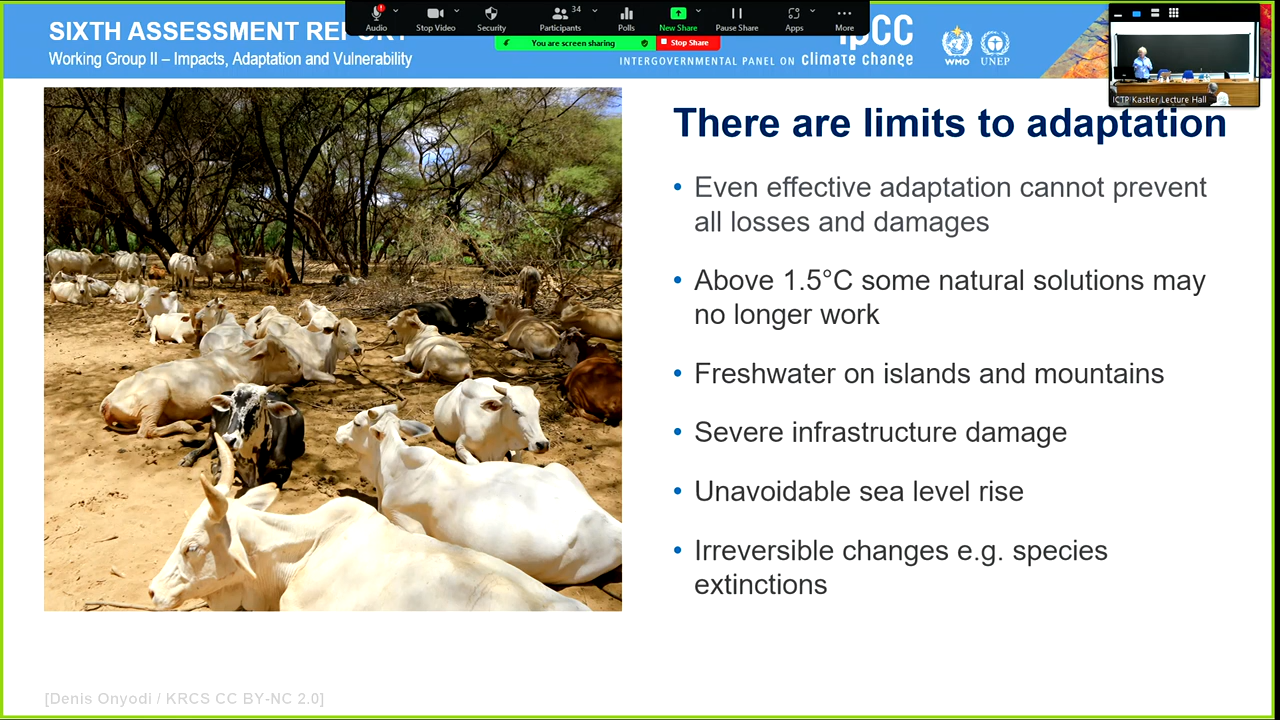 Audio
Stop Video
Security
Participants
34
Polls
New Share
Pause Share
Apps
More
You are screen sharing
Stop Share
SIXTH ASSESSMENT REPORT
Working Group II – Impacts, Adaptation and Vulnerability
ipcc
INTERGOVERNMENTAL PANEL ON climate change
WMO
UNEP
ICTP Kastler Lecture Hall
There are limits to adaptation
• Even effective adaptation cannot prevent
all losses and damages
• Above 1.5°C some natural solutions may
no longer work
• Freshwater on islands and mountains
• Severe infrastructure damage
• Unavoidable sea level rise
• Irreversible changes e.g. species
extinctions
[Denis Onyodi / KRCS CC BY-NC 2.0]